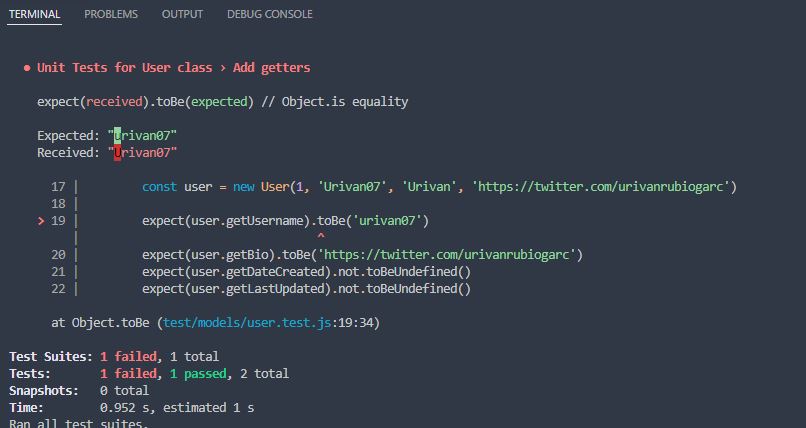 TERMINAL PROBLEMS OUTPUT DEBUG CONSOLE
● Unit Tests for User class › Add getters
expect(received).toBe(expected) // Object.is equality
Expected: "urivan07"
Received: "Urivan07"
17 | const user = new User(1, 'Urivan07', 'Urivan', 'https://twitter.com/urivanrubiogarc')
18 |
> 19 | expect(user.getUsername).toBe('urivan07')
| ^
20 | expect(user.getBio).toBe('https://twitter.com/urivanrubiogarc')
21 | expect(user.getDateCreated).not.toBeUndefined()
22 | expect(user.getLastUpdated).not.toBeUndefined()
at Object.toBe (test/models/user.test.js:19:34)
Test Suites: 1 failed, 1 total
Tests: 1 failed, 1 passed, 2 total
Snapshots: 0 total
Time: 0.952 s, estimated 1 s
Ran all test suites.